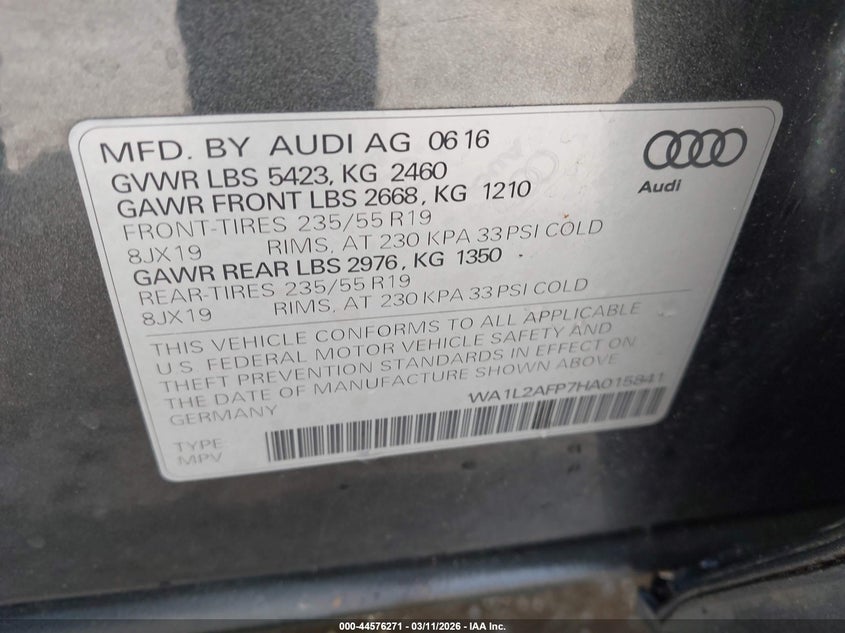 MFD. BY AUDI AG 06 16
GVWR LBS 5423, KG 2460
GAWR FRONT LBS 2668, KG 1210
FRONT-TIRES 235/55 R19
8JX19 RIMS, AT 230 KPA 33 PSI COLD
GAWR REAR LBS 2976, KG 1350
REAR-TIRES 235/55 R19
8JX19 RIMS, AT 230 KPA 33 PSI COLD
Audi
THIS VEHICLE CONFORMS TO ALL APPLICABLE
U.S. FEDERAL MOTOR VEHICLE SAFETY AND
THEFT PREVENTION STANDARDS IN EFFECT ON
THE DATE OF MANUFACTURE SHOWN ABOVE
GERMANY WA1L2AFP7HA015841
TYPE
MPV
000-44576271 - 03/11/2026 - IAA Inc.